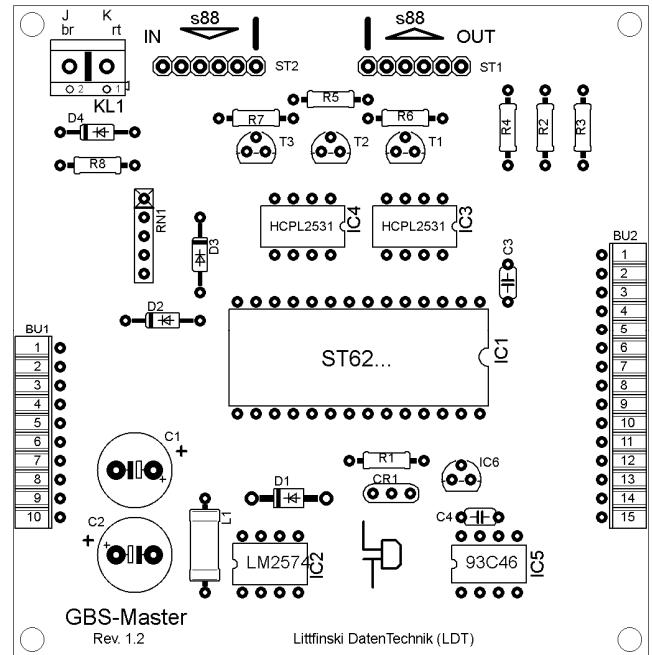 J K
br rt
IN s88
s88 OUT
ST2
ST1
2 1
KL1
D4
R5
R7
R6
T3
T2
T1
R4
R2
R3
R8
RN1
HCPL2531
IC4
HCPL2531
IC3
D3
C3
BU2
1
2
3
4
5
6
7
8
9
10
11
12
13
14
15
D2
ST62...
IC1
BU1
1
2
3
4
5
6
7
8
9
10
C1
+
+
C2
+
+
R1
IC6
CR1
D1
L1
C4
LM2574
IC2
93C46
IC5
GBS-Master
Rev. 1.2
Littfinski DatenTechnik (LDT)